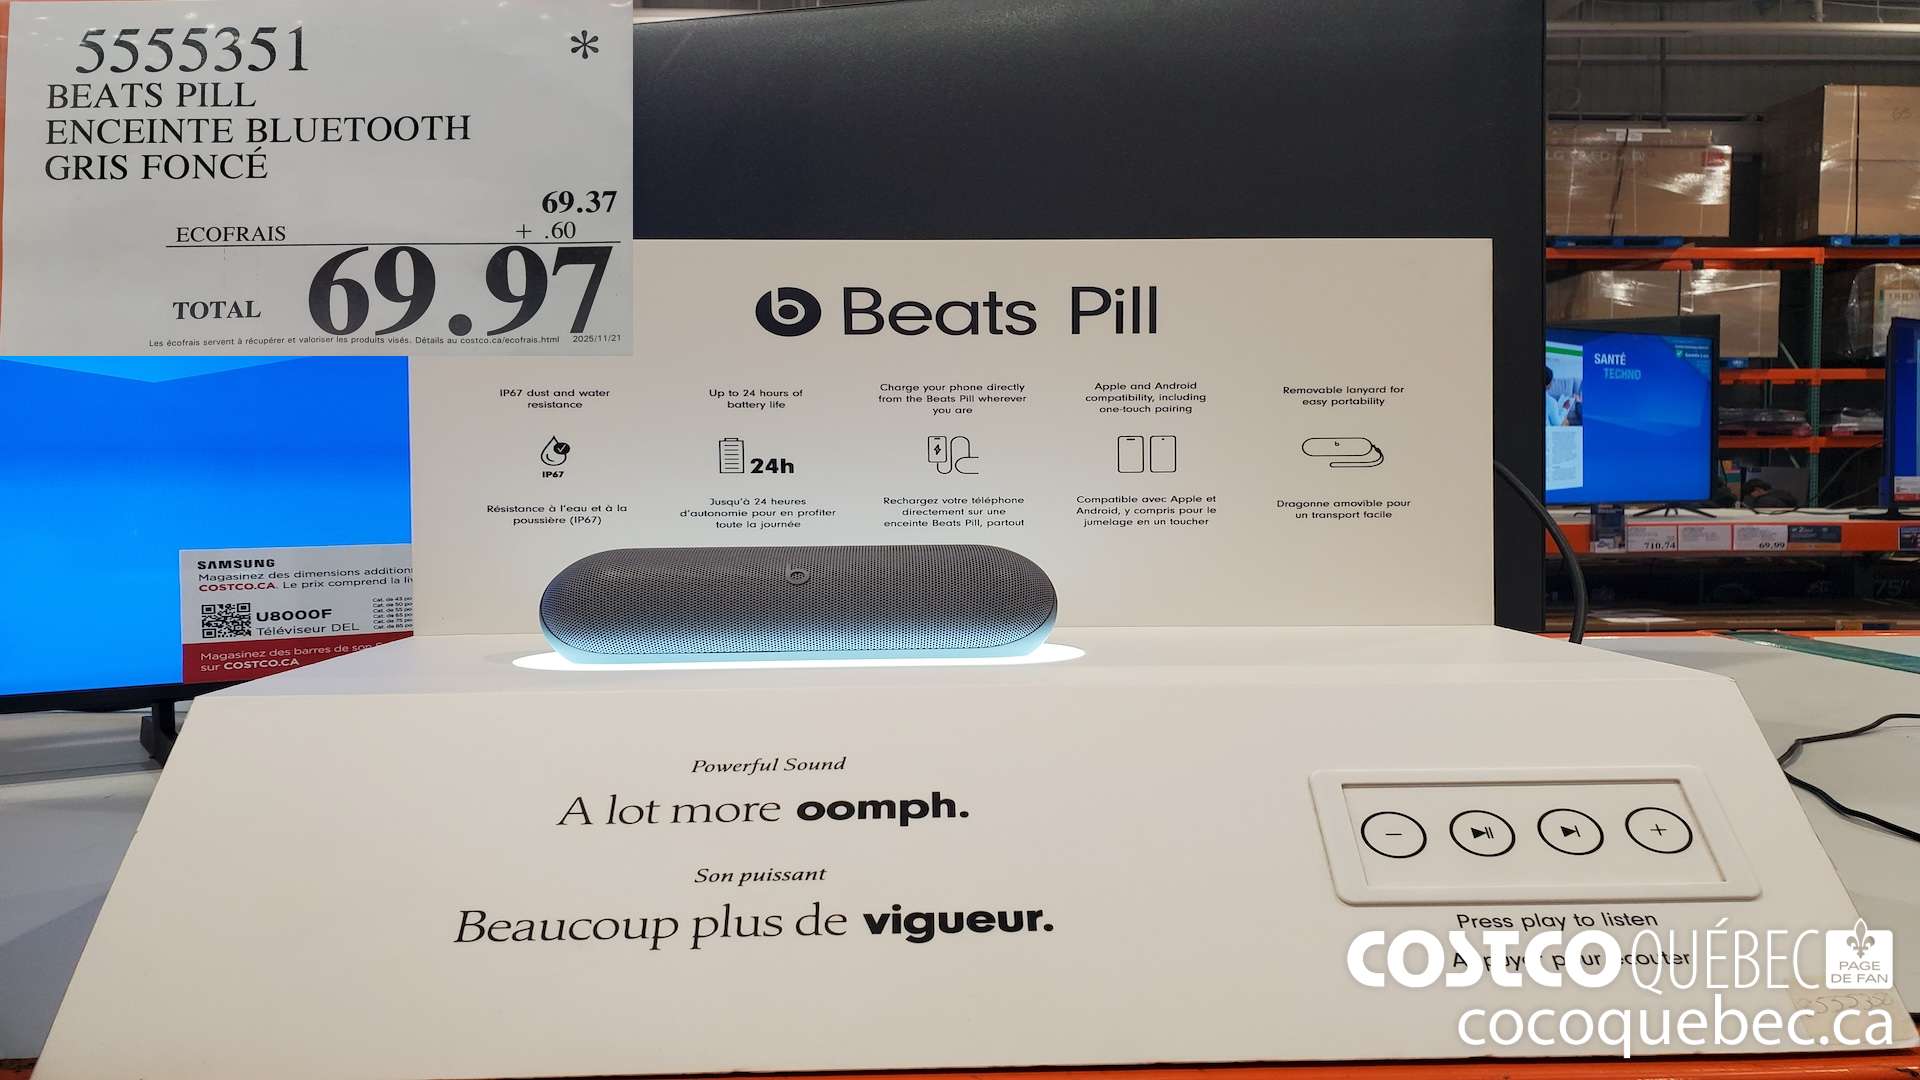 5555351 *
BEATS PILL
ENCEINTE BLUETOOTH
GRIS FONCÉ
69.37
ECOFRAIS + .60
TOTAL 69.97
Les écofrais servent à récupérer et valoriser les produits visés. Détails au costco.ca/ecofrais.html 2025/11/21
Beats Pill
IP67 dust and water
resistance
IP67
Résistance à l'eau et à la
poussière (IP67)
Up to 24 hours of
battery life
24h
Jusqu'à 24 heures
d'autonomie pour en profiter
toute la journée
Charge your phone directly
from the Beats Pill wherever
you are
Rechargez votre téléphone
directement sur une
enceinte Beats Pill, partout
Apple and Android
compatibility, including
one-touch pairing
Compatible avec Apple et
Android, y compris pour le
jumelage en un toucher
Removable lanyard for
easy portability
Dragonne amovible pour
un transport facile
SANTÉ
TECHNO
710.74
69.99
SAMSUNG
Magasinez des dimensions addition
COSTCO.CA. Le prix comprend la li
U8000F
Téléviseur DEL
Magasinez des barres de son
sur COSTCO.CA
Powerful Sound
A lot more oomph.
Son puissant
Beaucoup plus de vigueur.
Press play to listen
Appuyer pour écouter
COSTCO QUÉBEC
PAGE
DE FAN
cocoquebec.ca